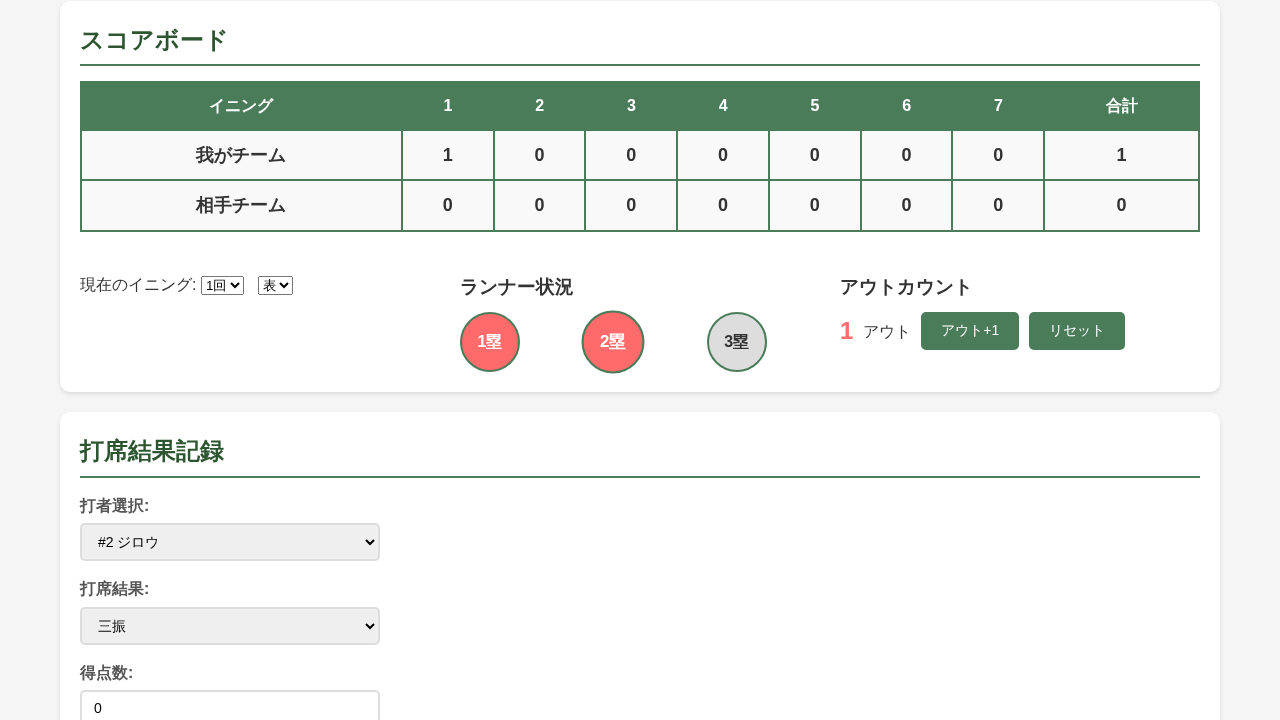 スコアボード
イニング 1 2 3 4 5 6 7 合計
我がチーム 1 0 0 0 0 0 0 1
相手チーム 0 0 0 0 0 0 0 0
現在のイニング: 1回 表
ランナー状況
1塁 2塁 3塁
アウトカウント
1 アウト アウト+1 リセット
打席結果記録
打者選択:
#2 ジロウ
打席結果:
三振
得点数:
0